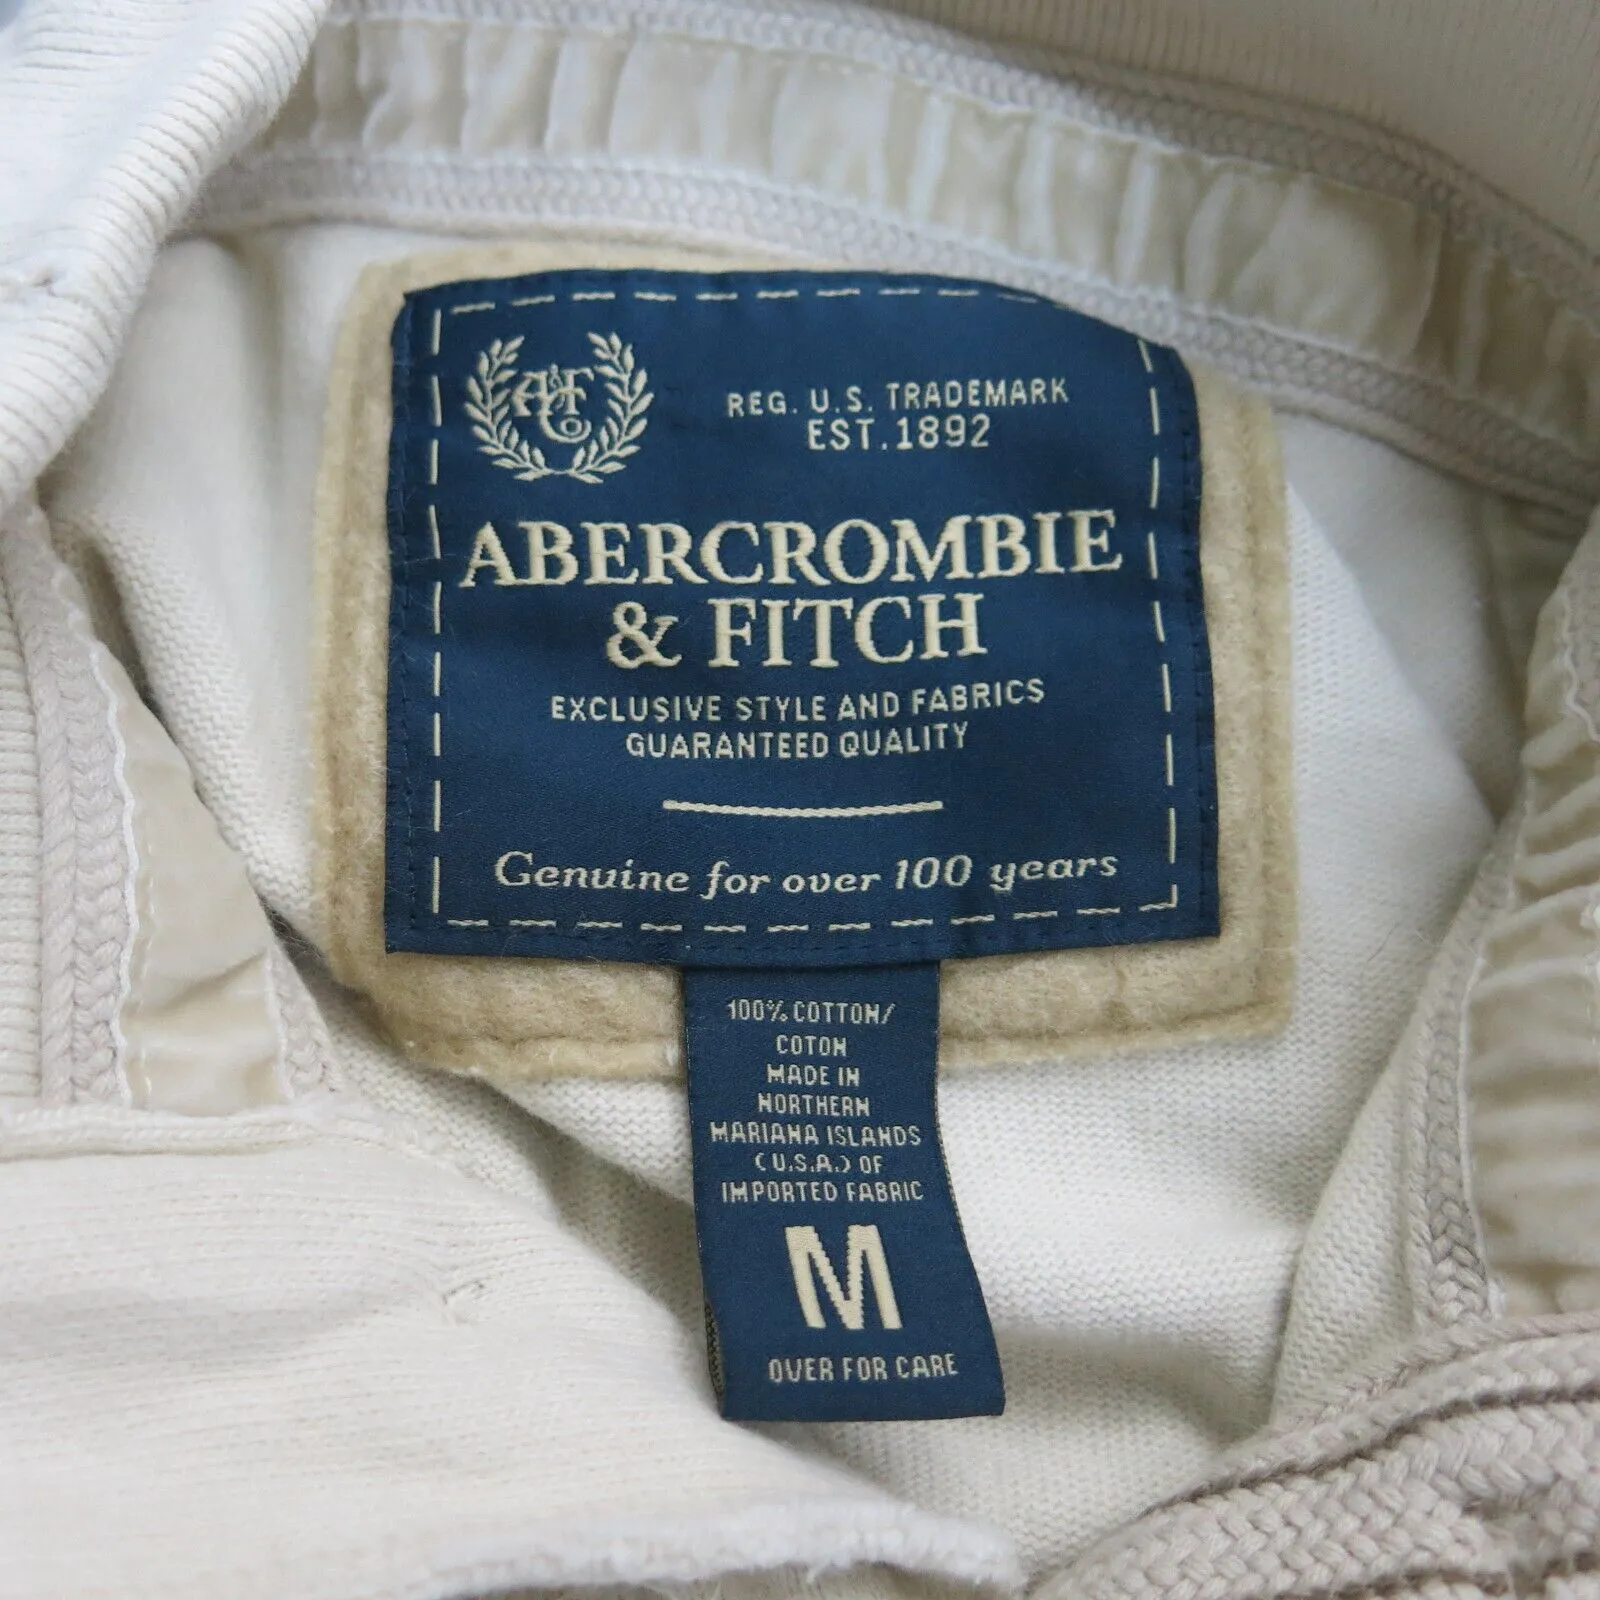 A&F Co
REG. U.S. TRADEMARK
EST. 1892
ABERCROMBIE
& FITCH
EXCLUSIVE STYLE AND FABRICS
GUARANTEED QUALITY
Genuine for over 100 years
100% COTTON/
COTON
MADE IN
NORTHERN
MARIANA ISLANDS
(U.S.A.) OF
IMPORTED FABRIC
M
OVER FOR CARE